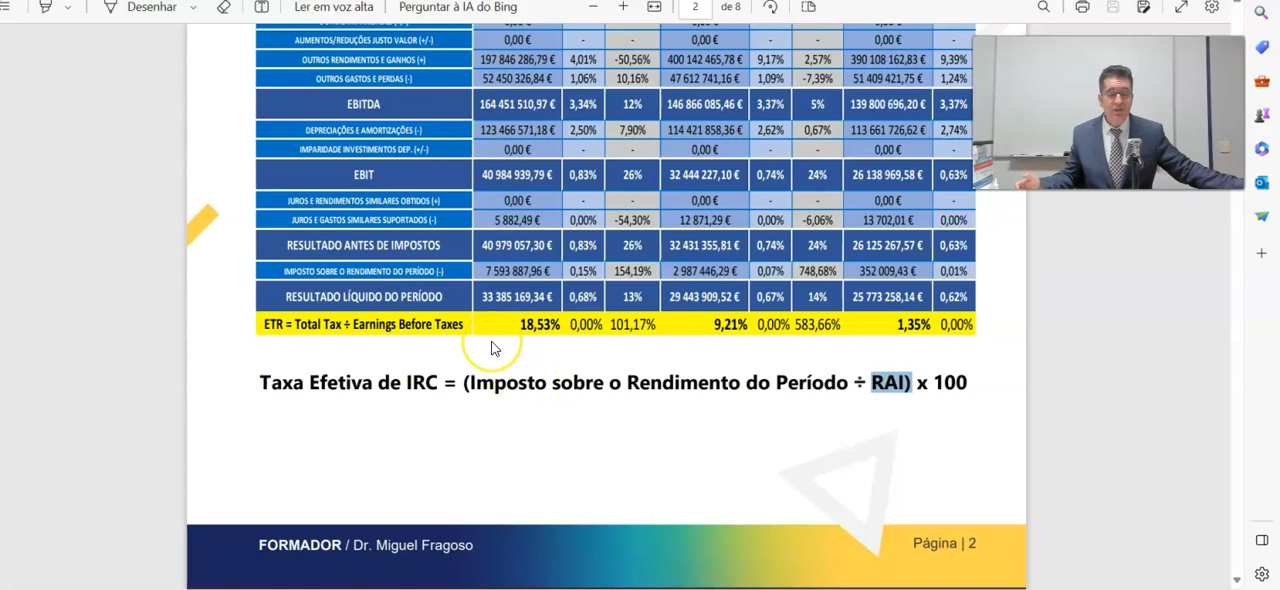 Desenhar Ler em voz alta Perguntar à IA do Bing 2 de 8
0,00 € - - 0,00 € - - 0,00 € -
AUMENTOS/REDUÇÕES JUSTO VALOR (+/-) 0,00 € - - 0,00 € - - 0,00 € -
OUTROS RENDIMENTOS E GANHOS (+) 197 846 286,79 € 4,01% -50,56% 400 142 465,78 € 9,17% 2,57% 390 108 162,83 € 9,39%
OUTROS GASTOS E PERDAS (-) 52 450 326,84 € 1,06% 10,16% 47 612 741,16 € 1,09% -7,39% 51 409 421,75 € 1,24%
EBITDA 164 451 510,97 € 3,34% 12% 146 866 085,46 € 3,37% 5% 139 800 696,20 € 3,37%
DEPRECIAÇÕES E AMORTIZAÇÕES (-) 123 466 571,18 € 2,50% 7,90% 114 421 858,36 € 2,62% 0,67% 113 661 726,62 € 2,74%
IMPARIDADE INVESTIMENTOS DEP. (+/-) 0,00 € - - 0,00 € - - 0,00 € -
EBIT 40 984 939,79 € 0,83% 26% 32 444 227,10 € 0,74% 24% 26 138 969,58 € 0,63%
JUROS E RENDIMENTOS SIMILARES OBTIDOS (+) 0,00 € - - 0,00 € - - 0,00 € -
JUROS E GASTOS SIMILARES SUPORTADOS (-) 5 882,49 € 0,00% -54,30% 12 871,29 € 0,00% -6,06% 13 702,01 € 0,00%
RESULTADO ANTES DE IMPOSTOS 40 979 057,30 € 0,83% 26% 32 431 355,81 € 0,74% 24% 26 125 267,57 € 0,63%
IMPOSTO SOBRE O RENDIMENTO DO PERÍODO (-) 7 593 887,96 € 0,15% 154,19% 2 987 446,29 € 0,07% 748,68% 352 009,43 € 0,01%
RESULTADO LÍQUIDO DO PERÍODO 33 385 169,34 € 0,68% 13% 29 443 909,52 € 0,67% 14% 25 773 258,14 € 0,62%
ETR = Total Tax ÷ Earnings Before Taxes 18,53% 0,00% 101,17% 9,21% 0,00% 583,66% 1,35% 0,00%
Taxa Efetiva de IRC = (Imposto sobre o Rendimento do Período ÷ RAI) x 100
FORMADOR / Dr. Miguel Fragoso Página | 2